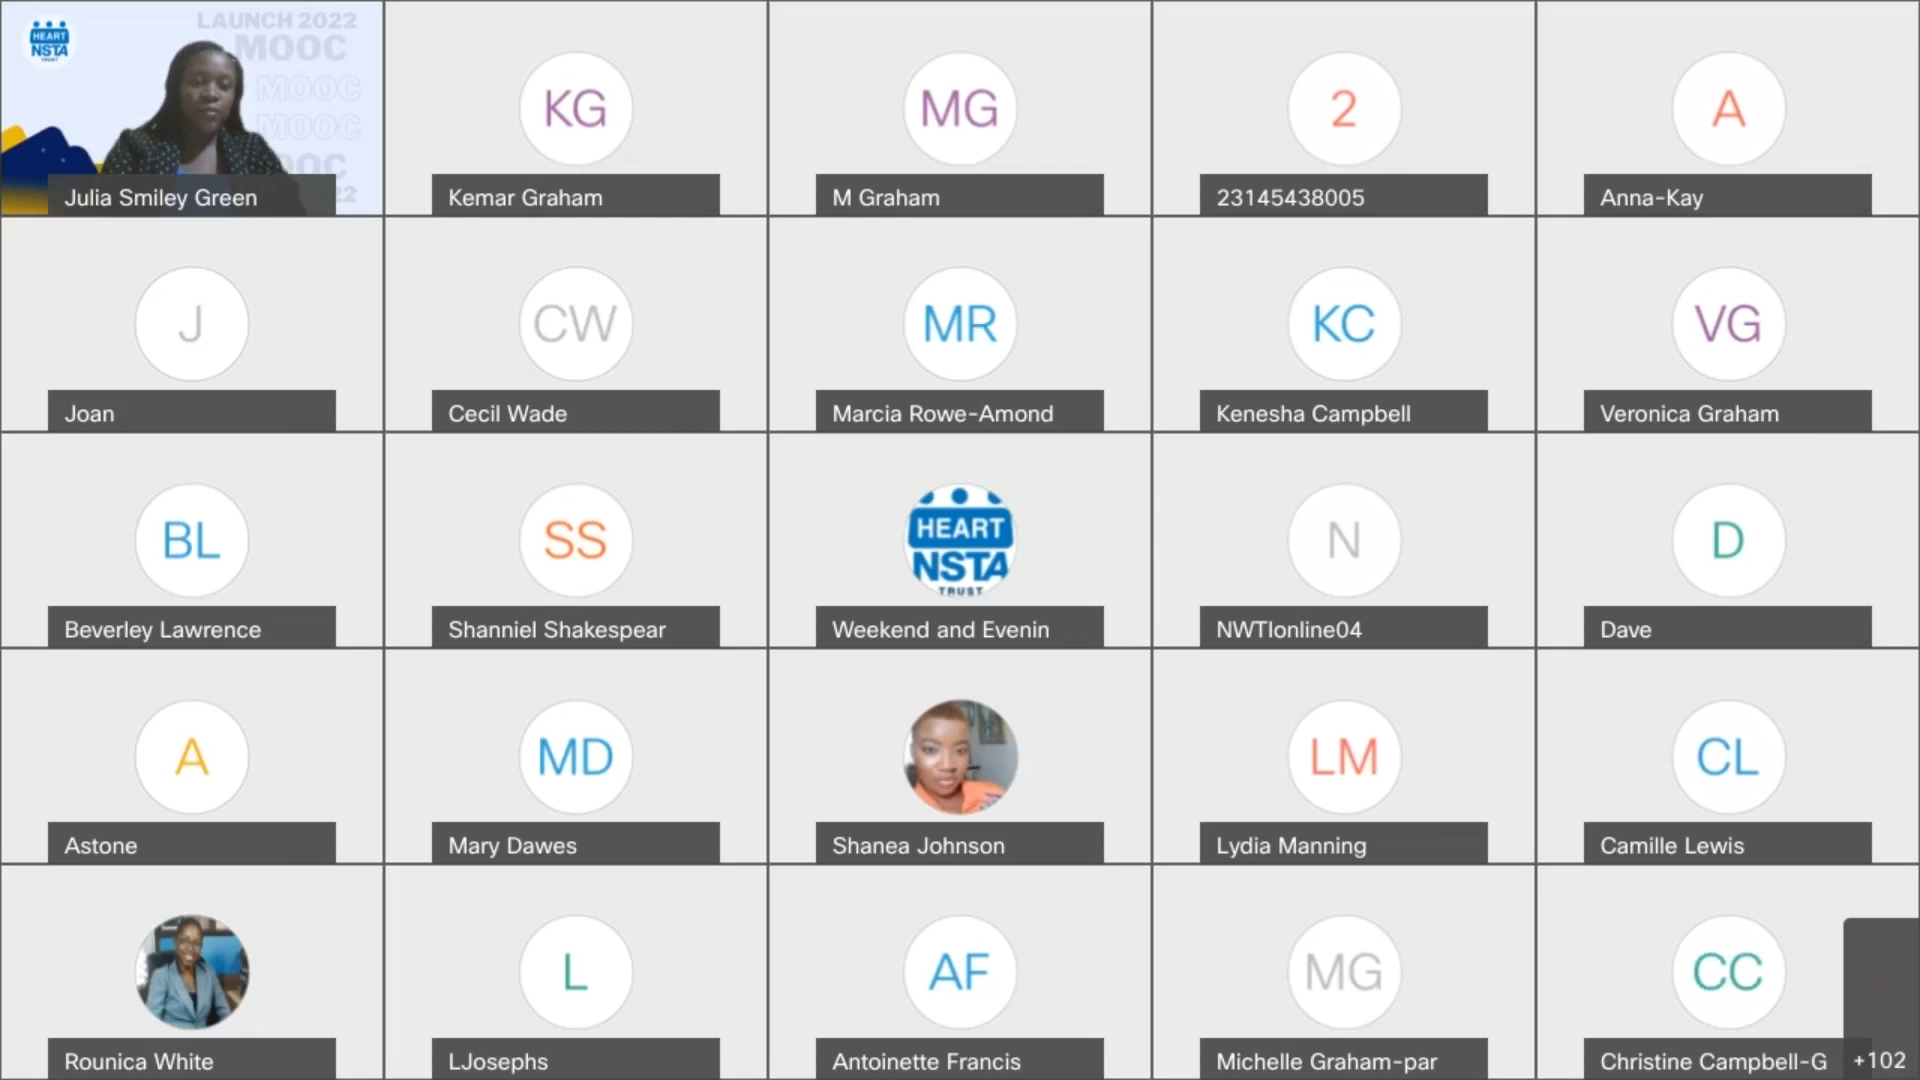 HEART
NSTA
TRUST
LAUNCH 2022
MOOC
MOOC
MOOC
OOC
22
Julia Smiley Green
KG
Kemar Graham
MG
M Graham
2
23145438005
A
Anna-Kay
J
Joan
CW
Cecil Wade
MR
Marcia Rowe-Amond
KC
Kenesha Campbell
VG
Veronica Graham
BL
Beverley Lawrence
SS
Shanniel Shakespear
HEART
NSTA
TRUST
Weekend and Evenin
N
NWTIonline04
D
Dave
A
Astone
MD
Mary Dawes
Shanea Johnson
LM
Lydia Manning
CL
Camille Lewis
Rounica White
L
LJosephs
AF
Antoinette Francis
MG
Michelle Graham-par
CC
Christine Campbell-G
+102